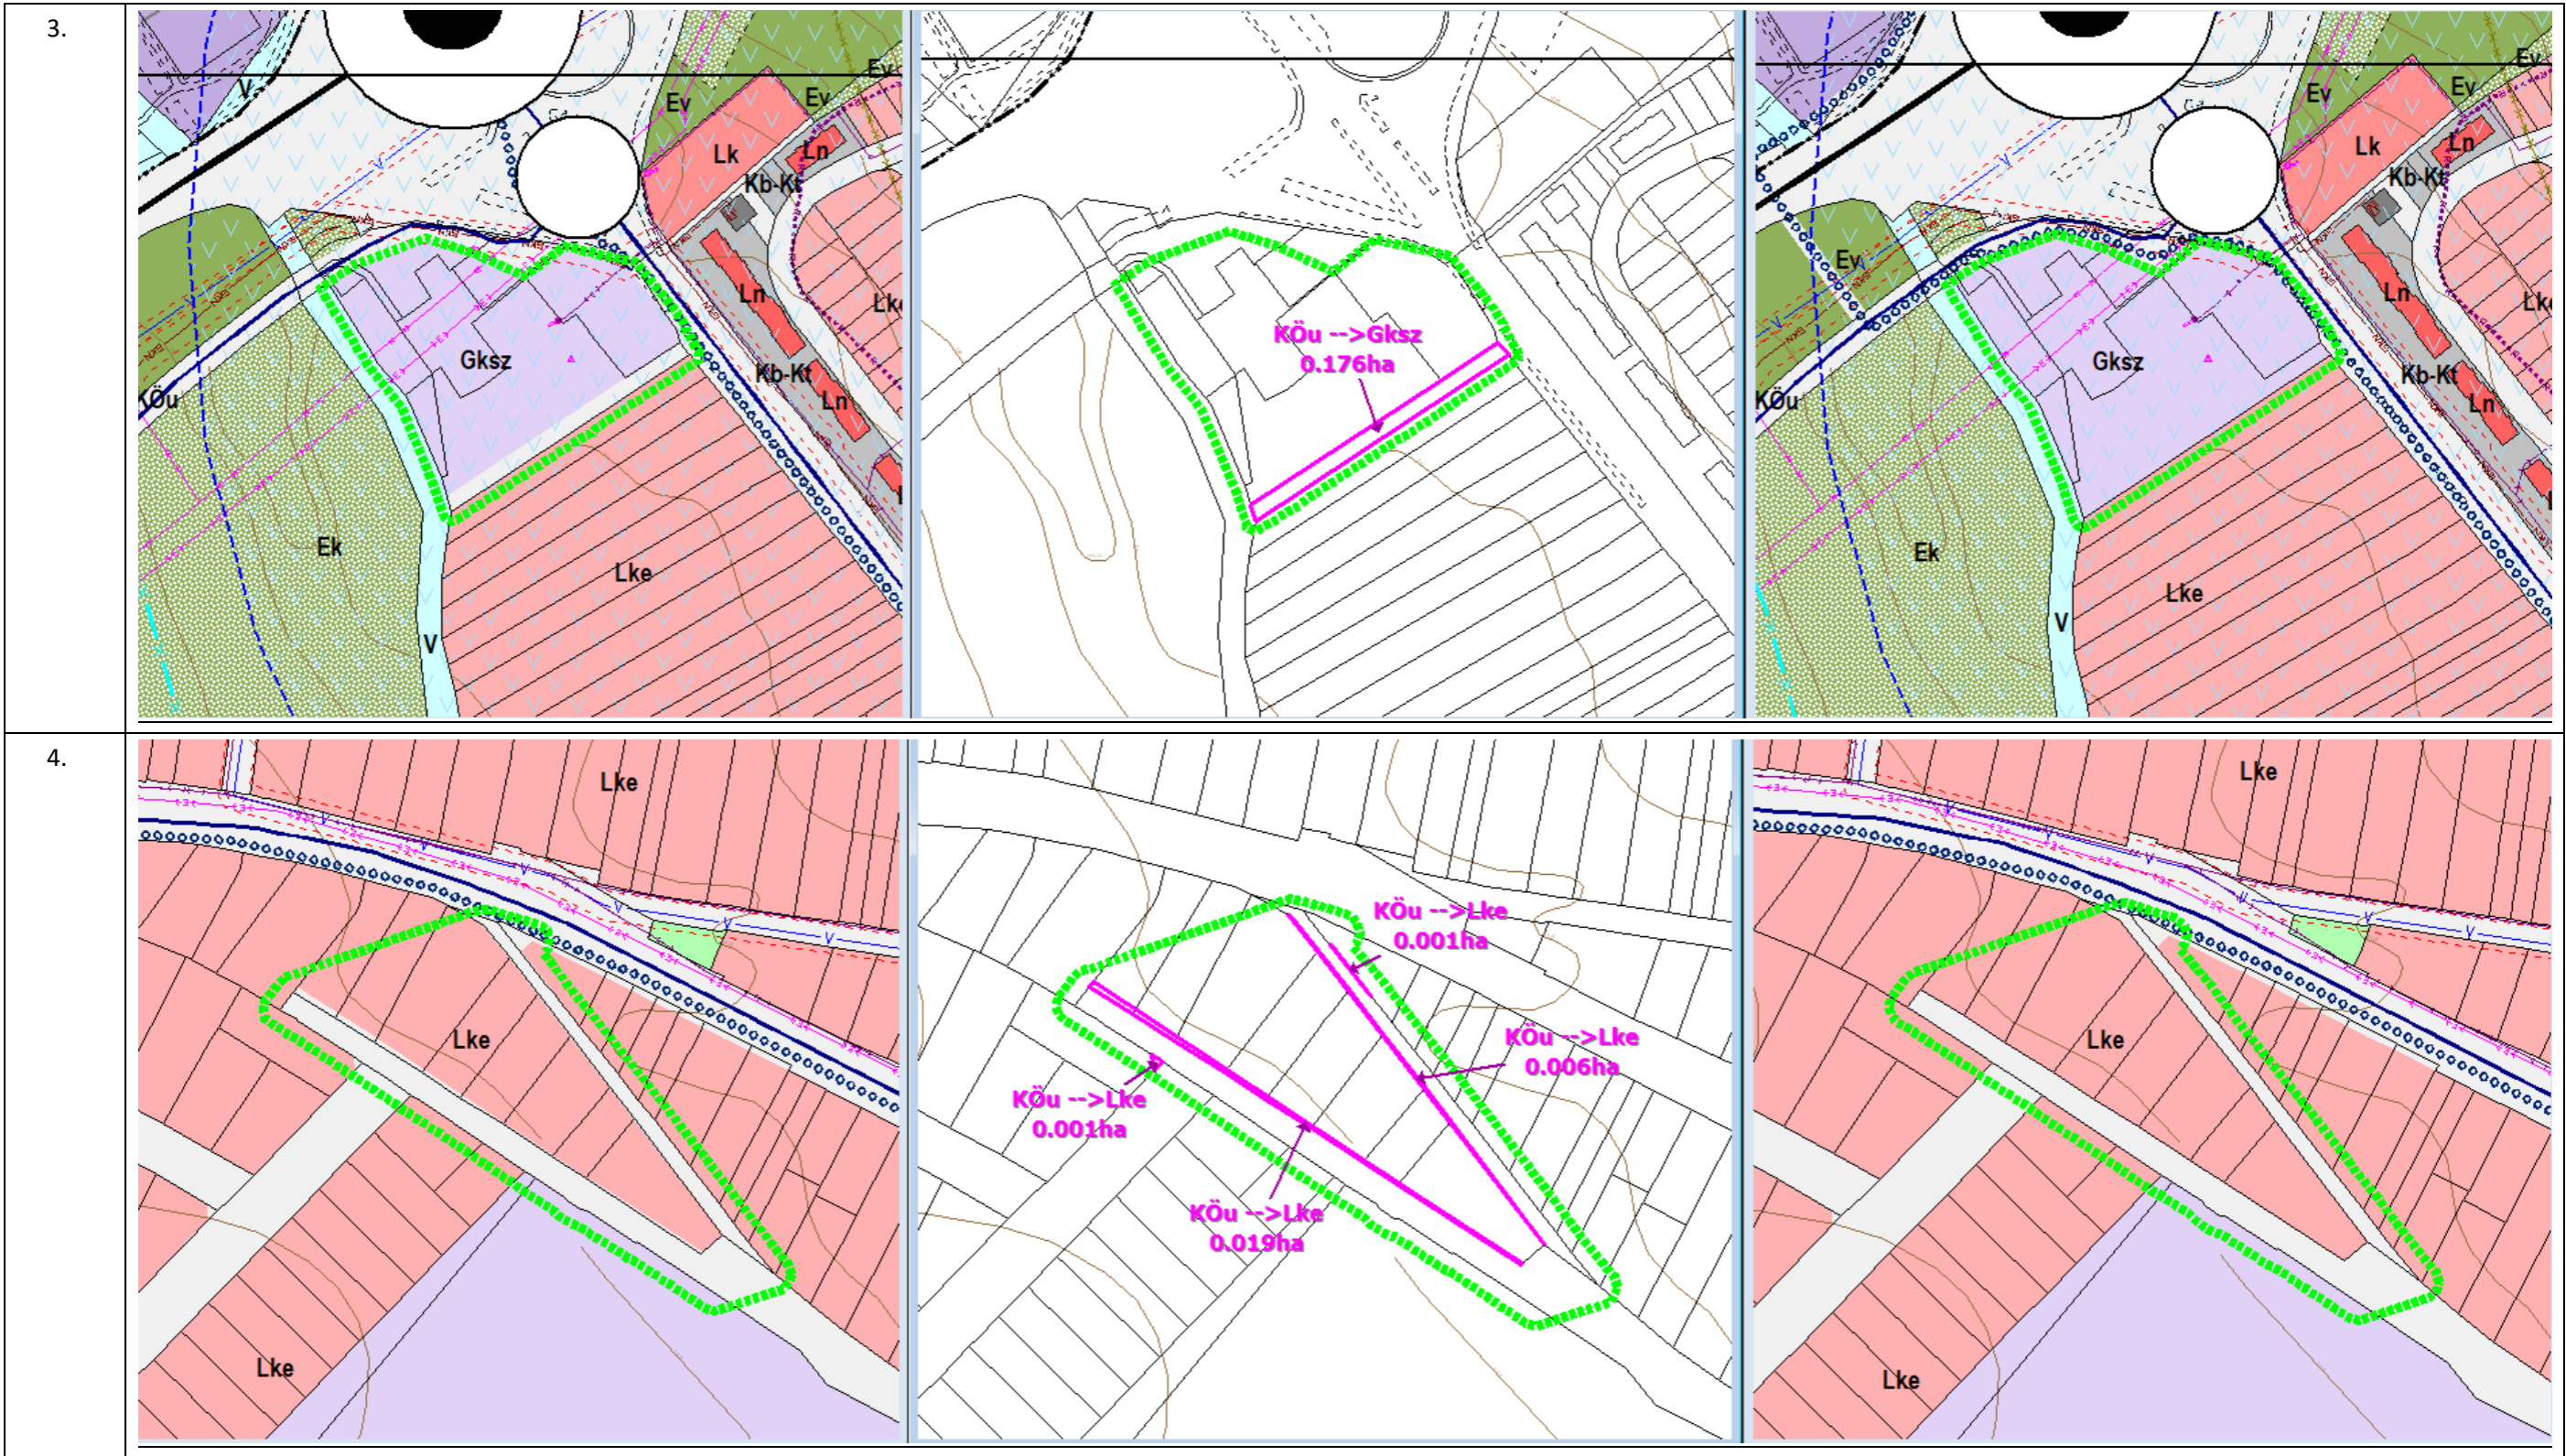 3.
V
Ev
Ev
Ev
Lk
Ln
Kb-Kt
Ln
Lke
Gksz
Kb-Kt
Ln
KÖu
Ek
Lke
V
KÖu -->Gksz
0.176ha
Ev
Ev
Ev
Lk
Ln
Kb-Kt
Ev
Ln
Lke
Gksz
Kb-Kt
Ln
KÖu
Ek
Lke
V
4.
Lke
Lke
Lke
KÖu -->Lke
0.001ha
KÖu -->Lke
0.006ha
KÖu -->Lke
0.001ha
KÖu -->Lke
0.019ha
Lke
Lke
Lke